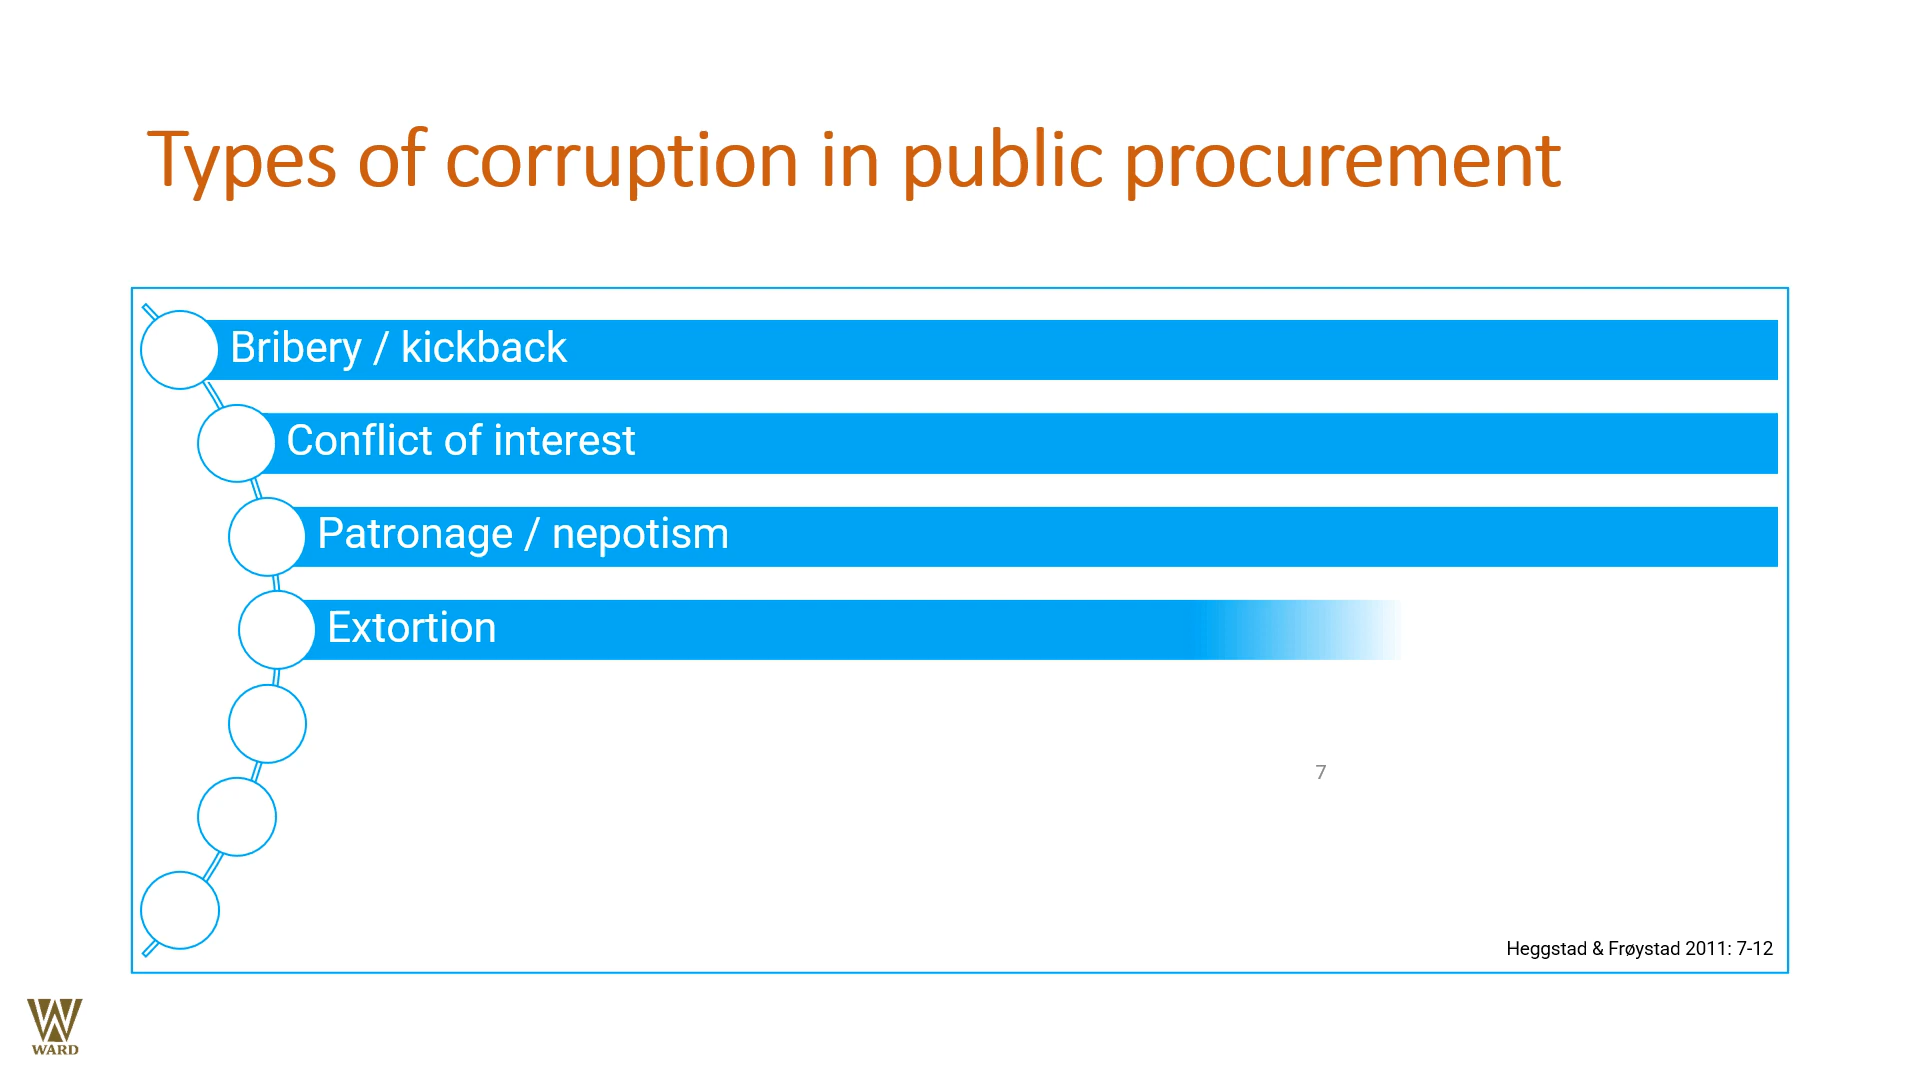 Types of corruption in public procurement
Bribery / kickback
Conflict of interest
Patronage / nepotism
Extortion
7
Heggstad & Frøystad 2011: 7-12
WARD